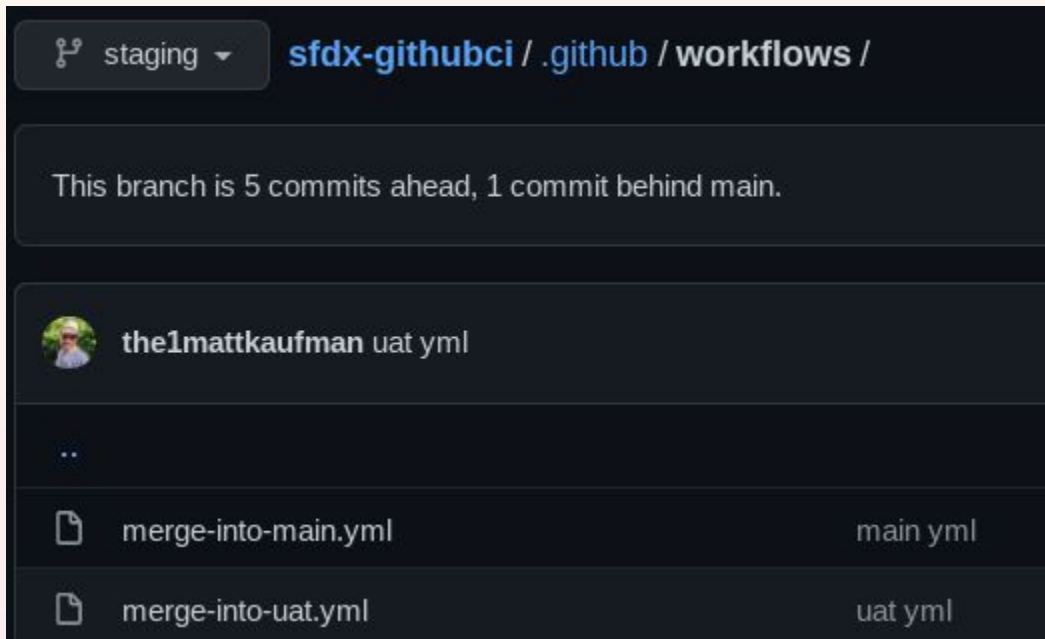 staging sfdx-githubci / .github / workflows /
This branch is 5 commits ahead, 1 commit behind main.
the1mattkaufman uat yml
..
merge-into-main.yml main yml
merge-into-uat.yml uat yml